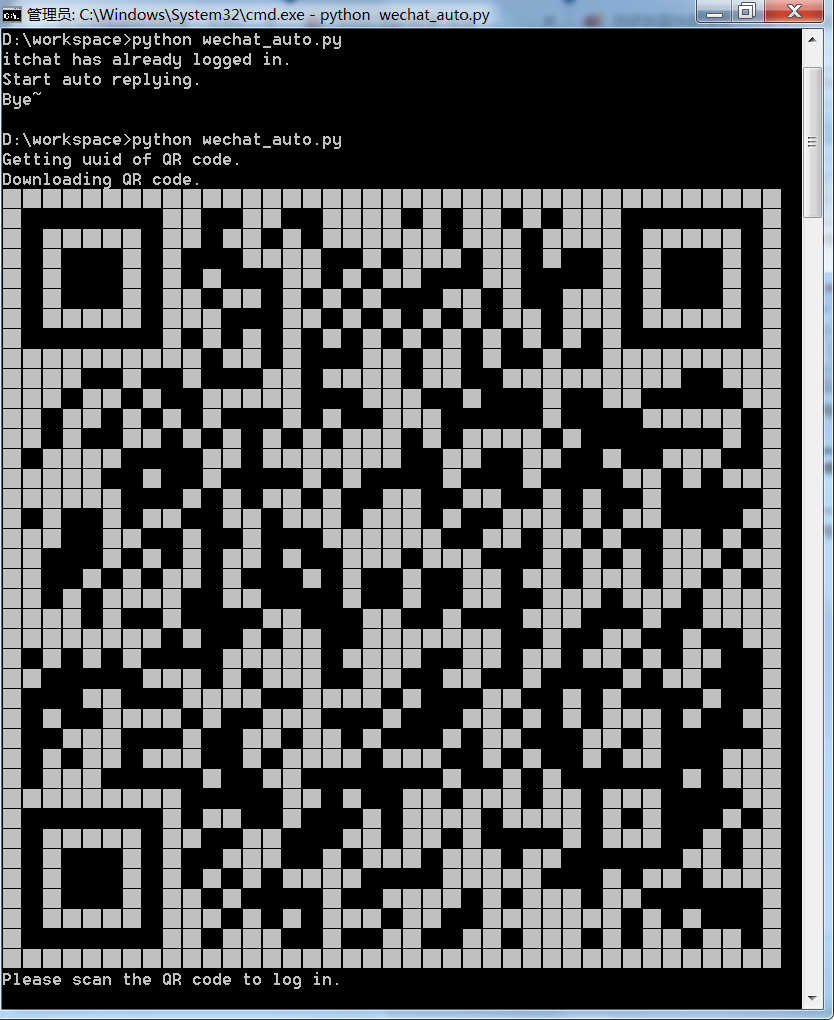 管理员: C:\Windows\System32\cmd.exe - python  wechat_auto.py
D:\workspace>python wechat_auto.py
itchat has already logged in.
Start auto replying.
Bye~
D:\workspace>python wechat_auto.py
Getting uuid of QR code.
Downloading QR code.
Please scan the QR code to log in.